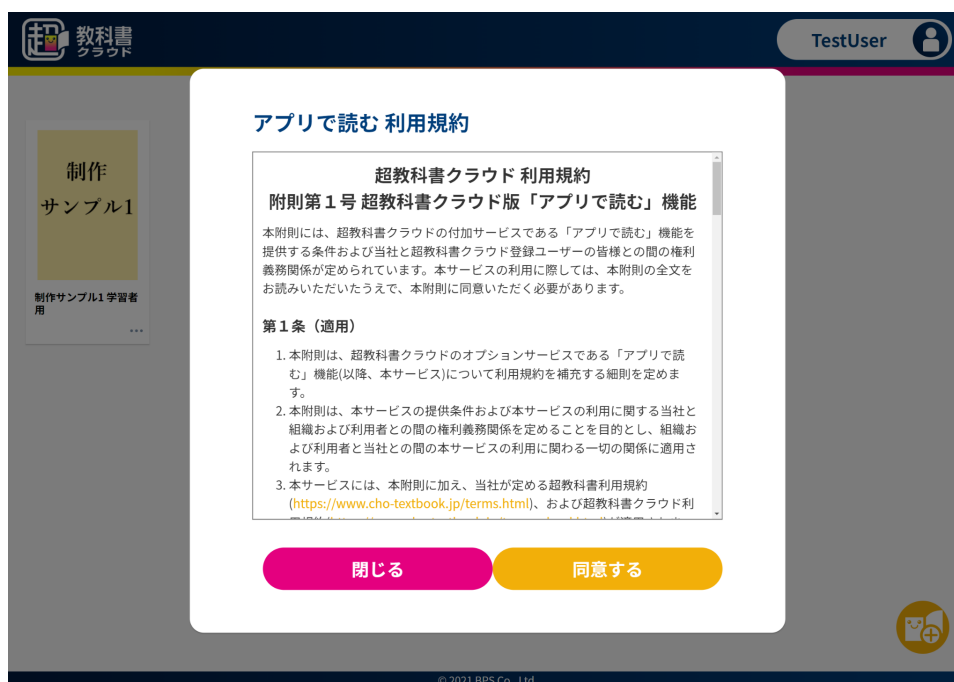 超 教科書
クラウド
TestUser
制作
サンプル1
制作サンプル1 学習者
用
...
アプリで読む 利用規約
超教科書クラウド 利用規約
附則第１号 超教科書クラウド版「アプリで読む」機能
本附則には、超教科書クラウドの付加サービスである「アプリで読む」機能を
提供する条件および当社と超教科書クラウド登録ユーザーの皆様との間の権利
義務関係が定められています。本サービスの利用に際しては、本附則の全文を
お読みいただいたうえで、本附則に同意いただく必要があります。
第１条（適用）
1. 本附則は、超教科書クラウドのオプションサービスである「アプリで読
む」機能(以降、本サービス)について利用規約を補充する細則を定めま
す。
2. 本附則は、本サービスの提供条件および本サービスの利用に関する当社と
組織および利用者との間の権利義務関係を定めることを目的とし、組織お
よび利用者と当社との間の本サービスの利用に関わる一切の関係に適用さ
れます。
3. 本サービスには、本附則に加え、当社が定める超教科書利用規約
(https://www.cho-textbook.jp/terms.html)、および超教科書クラウド利
閉じる
同意する
© 2021 BPS Co., Ltd.